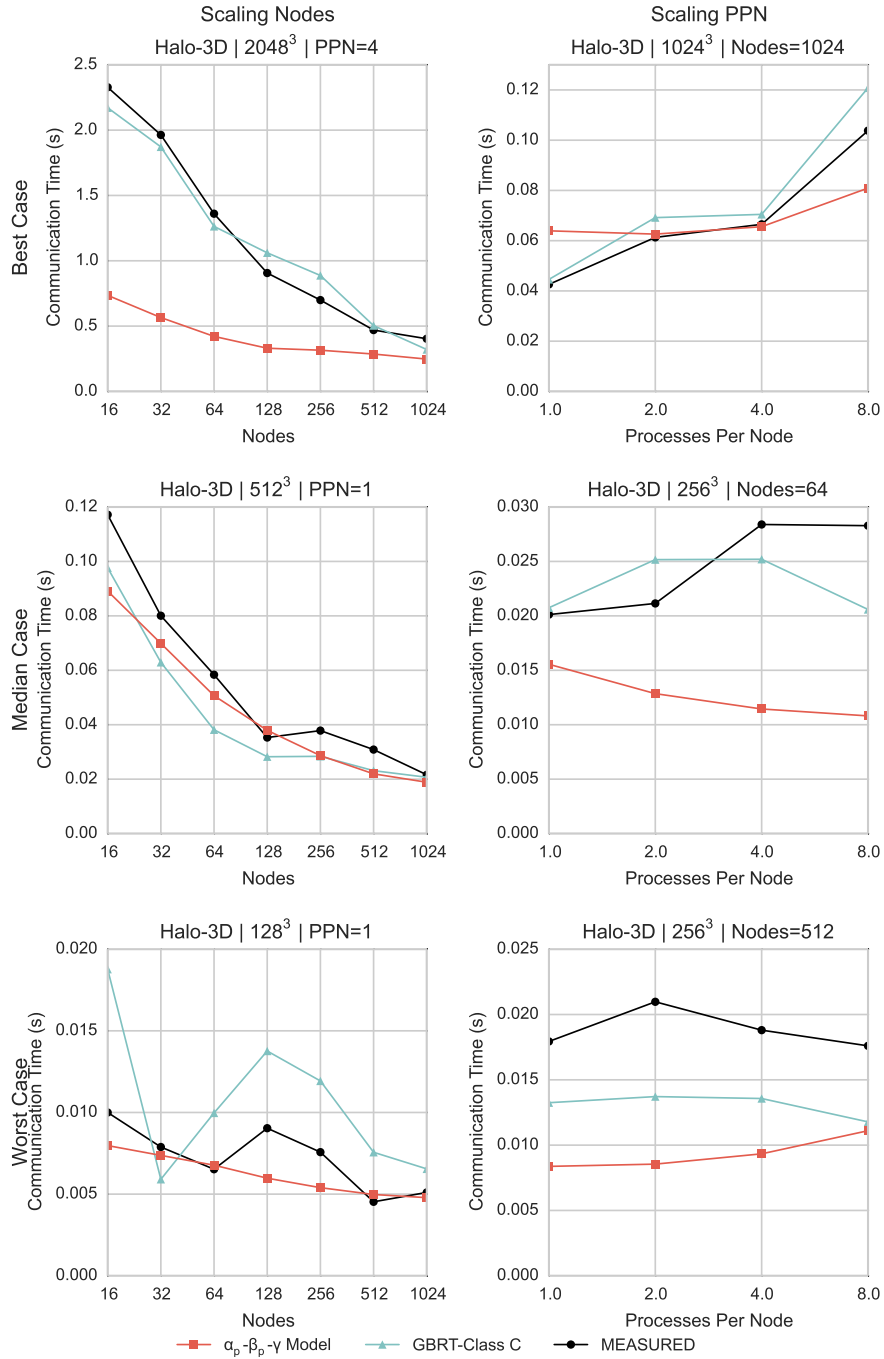 Scaling Nodes
Scaling PPN
Halo-3D | 2048³ | PPN=4
Halo-3D | 1024³ | Nodes=1024
Best Case
Communication Time (s)
2.5
2.0
1.5
1.0
0.5
0.0
16 32 64 128 256 512 1024
Nodes
Communication Time (s)
0.12
0.10
0.08
0.06
0.04
0.02
0.00
1.0 2.0 4.0 8.0
Processes Per Node
Halo-3D | 512³ | PPN=1
Halo-3D | 256³ | Nodes=64
Median Case
Communication Time (s)
0.12
0.10
0.08
0.06
0.04
0.02
0.00
16 32 64 128 256 512 1024
Nodes
Communication Time (s)
0.030
0.025
0.020
0.015
0.010
0.005
0.000
1.0 2.0 4.0 8.0
Processes Per Node
Halo-3D | 128³ | PPN=1
Halo-3D | 256³ | Nodes=512
Worst Case
Communication Time (s)
0.020
0.015
0.010
0.005
0.000
16 32 64 128 256 512 1024
Nodes
Communication Time (s)
0.025
0.020
0.015
0.010
0.005
0.000
1.0 2.0 4.0 8.0
Processes Per Node
αₚ-βₚ-γ Model GBRT-Class C MEASURED